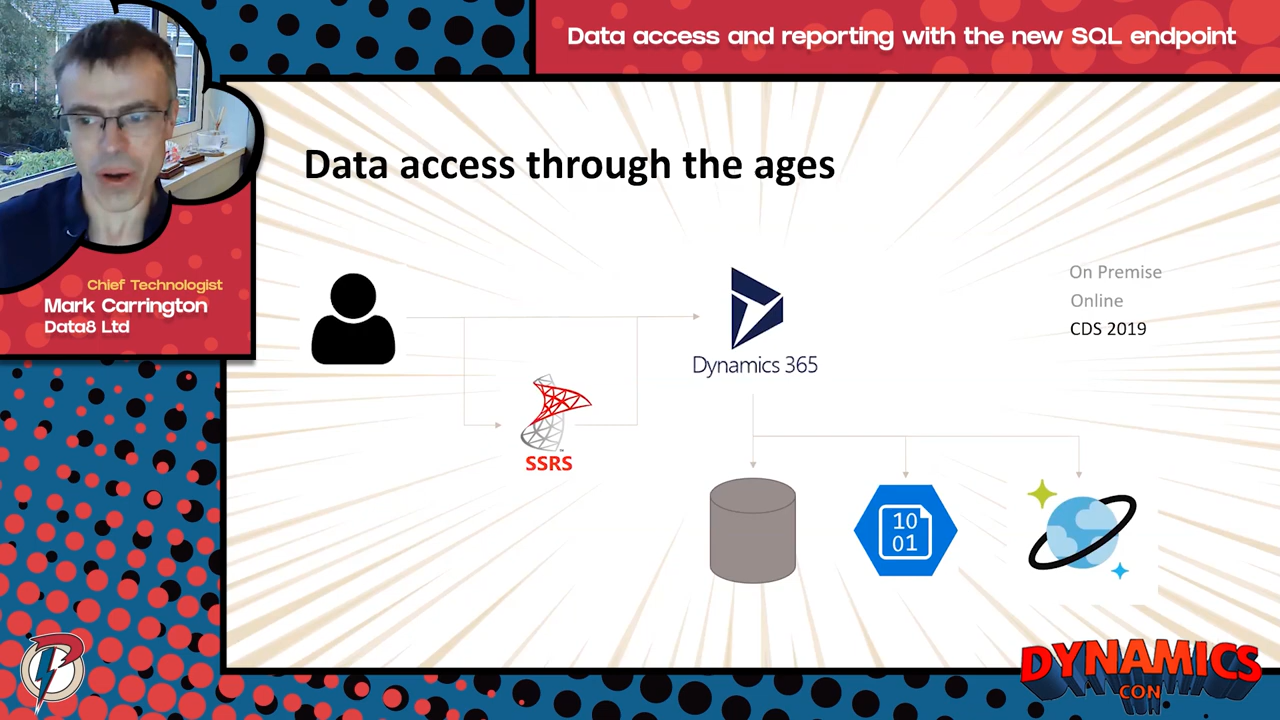 Data access and reporting with the new SQL endpoint
Data access through the ages
Chief Technologist
Mark Carrington
Data8 Ltd
On Premise
Online
CDS 2019
Dynamics 365
SSRS
10
01
DYNAMICS
CON